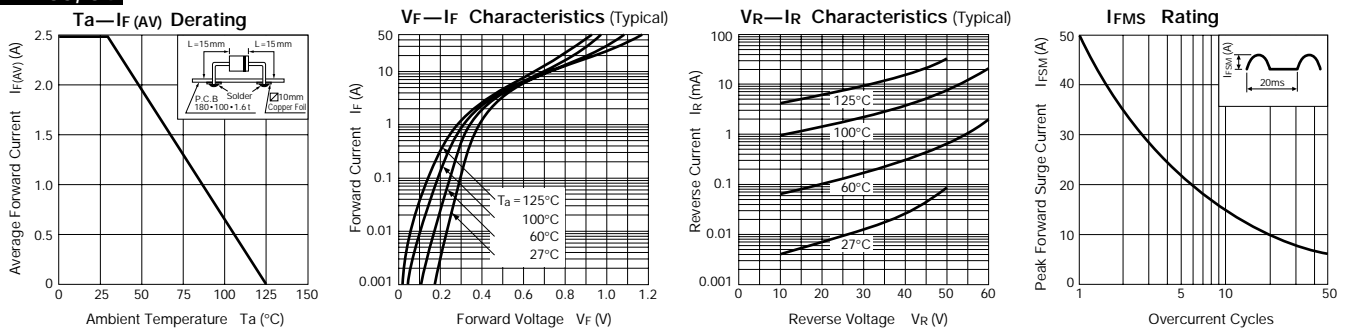 Ta—IF (AV) Derating
Average Forward Current IF(AV) (A)
2.5
2.0
1.5
1.0
0.5
0
0 25 50 75 100 125 150
Ambient Temperature Ta (°C)
L=15mm L=15mm
Solder
P.C.B
180•100•1.6t
10mm
Copper Foil
VF—IF Characteristics (Typical)
Forward Current IF (A)
50
10
1
0.1
0.01
0.001
0 0.2 0.4 0.6 0.8 1.0 1.2
Forward Voltage VF (V)
Ta = 125°C
100°C
60°C
27°C
VR—IR Characteristics (Typical)
Reverse Current IR (mA)
100
10
1
0.1
0.01
0.001
0 10 20 30 40 50 60
Reverse Voltage VR (V)
125°C
100°C
60°C
27°C
IFMS Rating
Peak Forward Surge Current IFSM (A)
50
40
30
20
10
0
1 5 10 50
Overcurrent Cycles
IFSM (A)
20ms